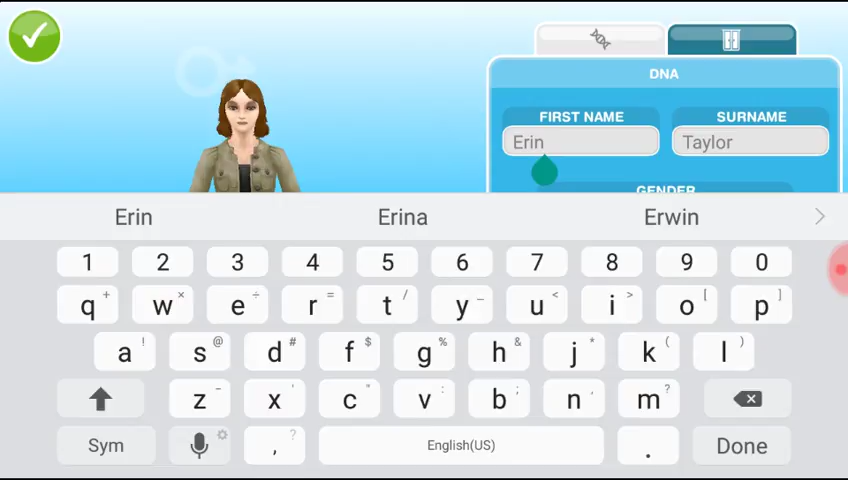 DNA
FIRST NAME SURNAME
Erin Taylor
GENDER
Erin Erina Erwin
1 2 3 4 5 6 7 8 9 0
q + w × e ÷ r = t / y _ u < i > o [ p ]
a ! s @ d # f $ g % h & j * k ( l )
z - x ' c " v : b ; n , m ?
Sym , ? English(US) . Done